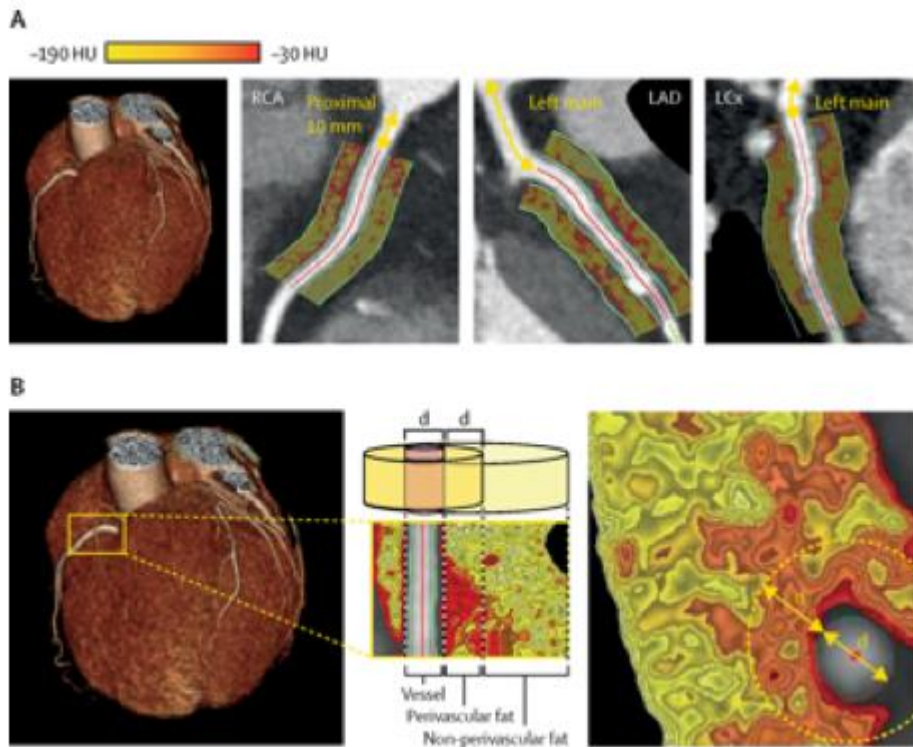 A
–190 HU –30 HU
RCA
Proximal
10 mm
Left main
LAD
LCx
Left main
B
d d
Vessel
Perivascular fat
Non-perivascular fat
d